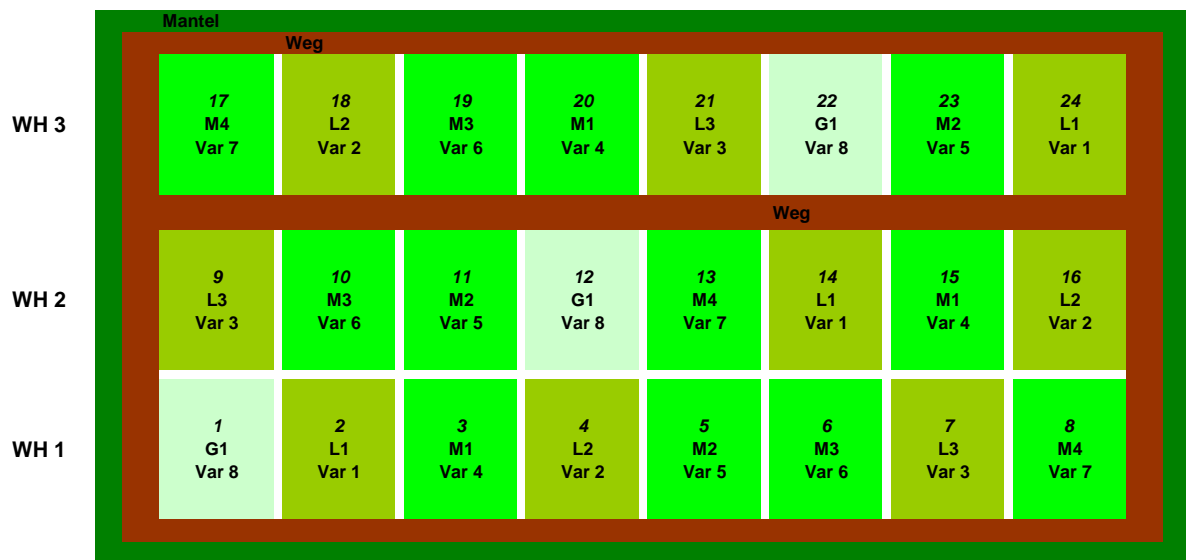 Mantel
Weg
WH 3
17
M4
Var 7
18
L2
Var 2
19
M3
Var 6
20
M1
Var 4
21
L3
Var 3
22
G1
Var 8
23
M2
Var 5
24
L1
Var 1
Weg
WH 2
9
L3
Var 3
10
M3
Var 6
11
M2
Var 5
12
G1
Var 8
13
M4
Var 7
14
L1
Var 1
15
M1
Var 4
16
L2
Var 2
WH 1
1
G1
Var 8
2
L1
Var 1
3
M1
Var 4
4
L2
Var 2
5
M2
Var 5
6
M3
Var 6
7
L3
Var 3
8
M4
Var 7